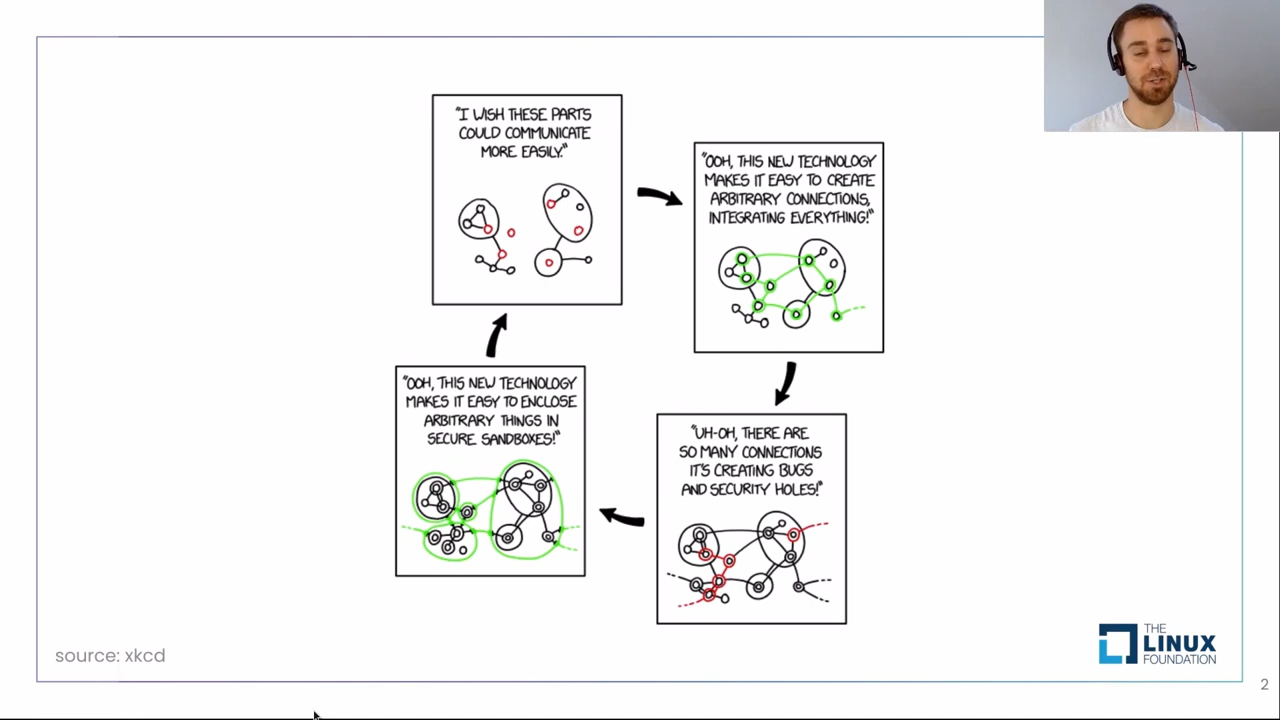 "I WISH THESE PARTS
COULD COMMUNICATE
MORE EASILY."
"OOH, THIS NEW TECHNOLOGY
MAKES IT EASY TO CREATE
ARBITRARY CONNECTIONS,
INTEGRATING EVERYTHING!"
"UH-OH, THERE ARE
SO MANY CONNECTIONS
IT'S CREATING BUGS
AND SECURITY HOLES!"
"OOH, THIS NEW TECHNOLOGY
MAKES IT EASY TO ENCLOSE
ARBITRARY THINGS IN
SECURE SANDBOXES!"
source: xkcd
THE
LINUX
FOUNDATION
2